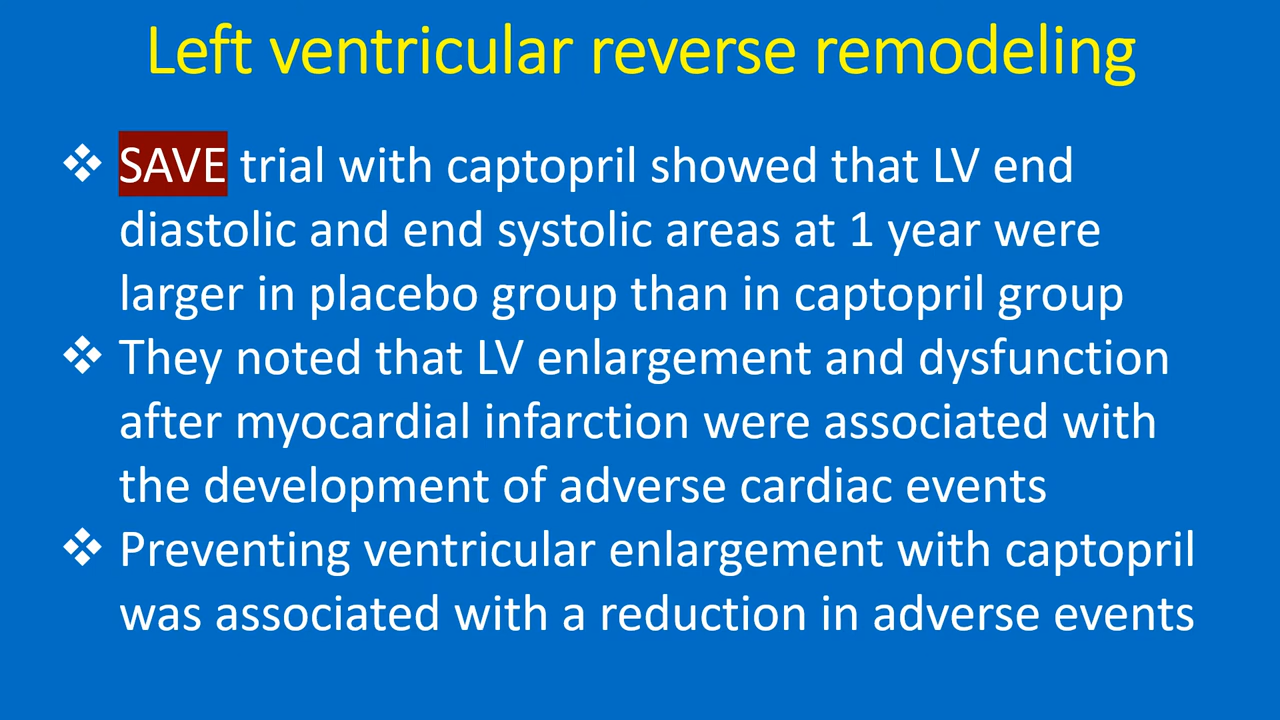 Left ventricular reverse remodeling
❖ SAVE trial with captopril showed that LV end
diastolic and end systolic areas at 1 year were
larger in placebo group than in captopril group
❖ They noted that LV enlargement and dysfunction
after myocardial infarction were associated with
the development of adverse cardiac events
❖ Preventing ventricular enlargement with captopril
was associated with a reduction in adverse events